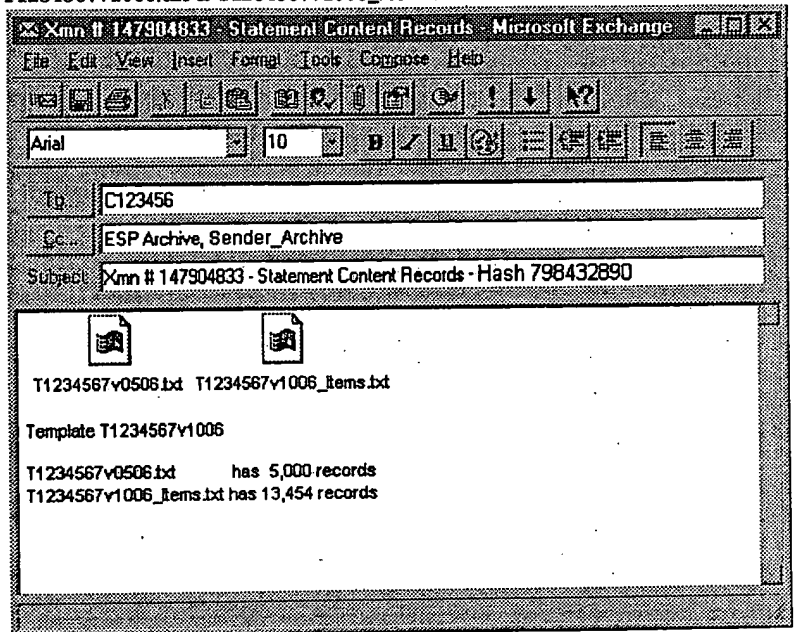 Xmn # 147904833 - Statement Content Records - Microsoft Exchange
File Edit View Insert Format Tools Compose Help
Arial 10
To... C123456
Cc... ESP Archive, Sender_Archive
Subject: Xmn # 147904833 - Statement Content Records - Hash 798432890
T1234567v0506.txt T1234567v1006_Items.txt
Template T1234567v1006
T1234567v0506.txt has 5,000 records
T1234567v1006_Items.txt has 13,454 records